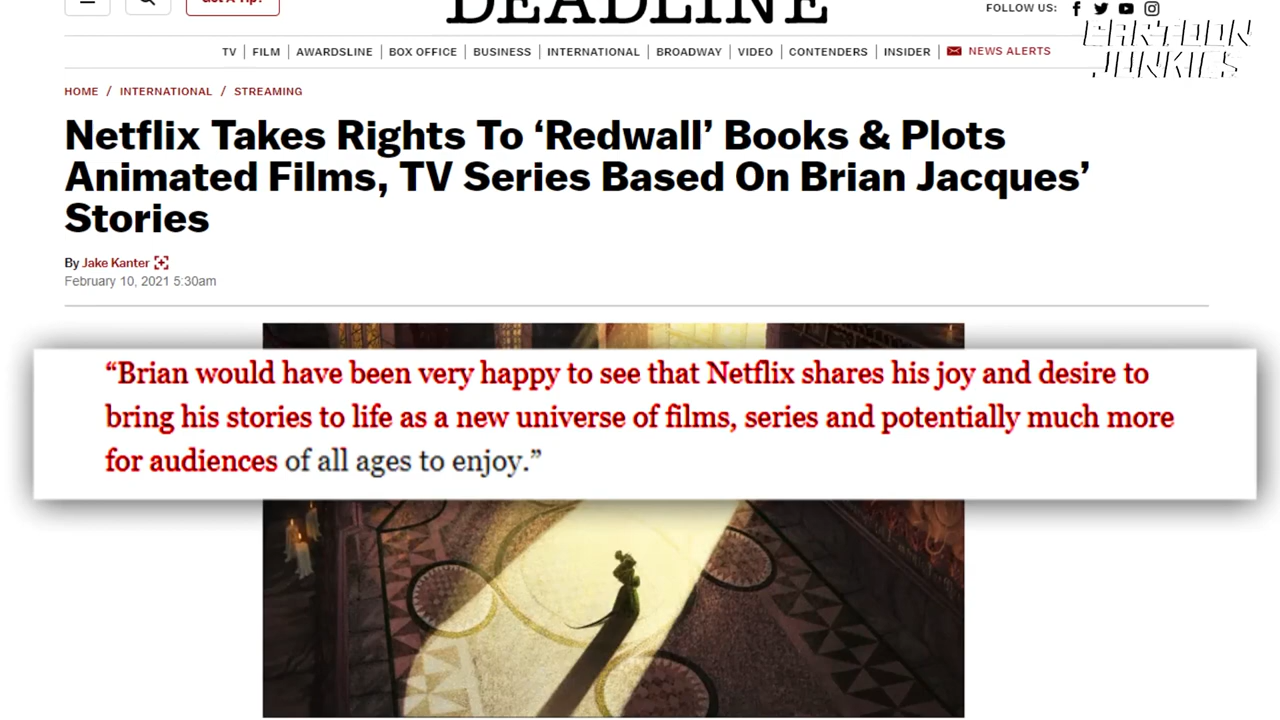 Got A Tip?
DEADLINE
FOLLOW US:
CARTOON
JUNKIES
TV | FILM | AWARDSLINE | BOX OFFICE | BUSINESS | INTERNATIONAL | BROADWAY | VIDEO | CONTENDERS | INSIDER | NEWS ALERTS
HOME / INTERNATIONAL / STREAMING
Netflix Takes Rights To ‘Redwall’ Books & Plots
Animated Films, TV Series Based On Brian Jacques’
Stories
By Jake Kanter
February 10, 2021 5:30am
“Brian would have been very happy to see that Netflix shares his joy and desire to
bring his stories to life as a new universe of films, series and potentially much more
for audiences of all ages to enjoy.”